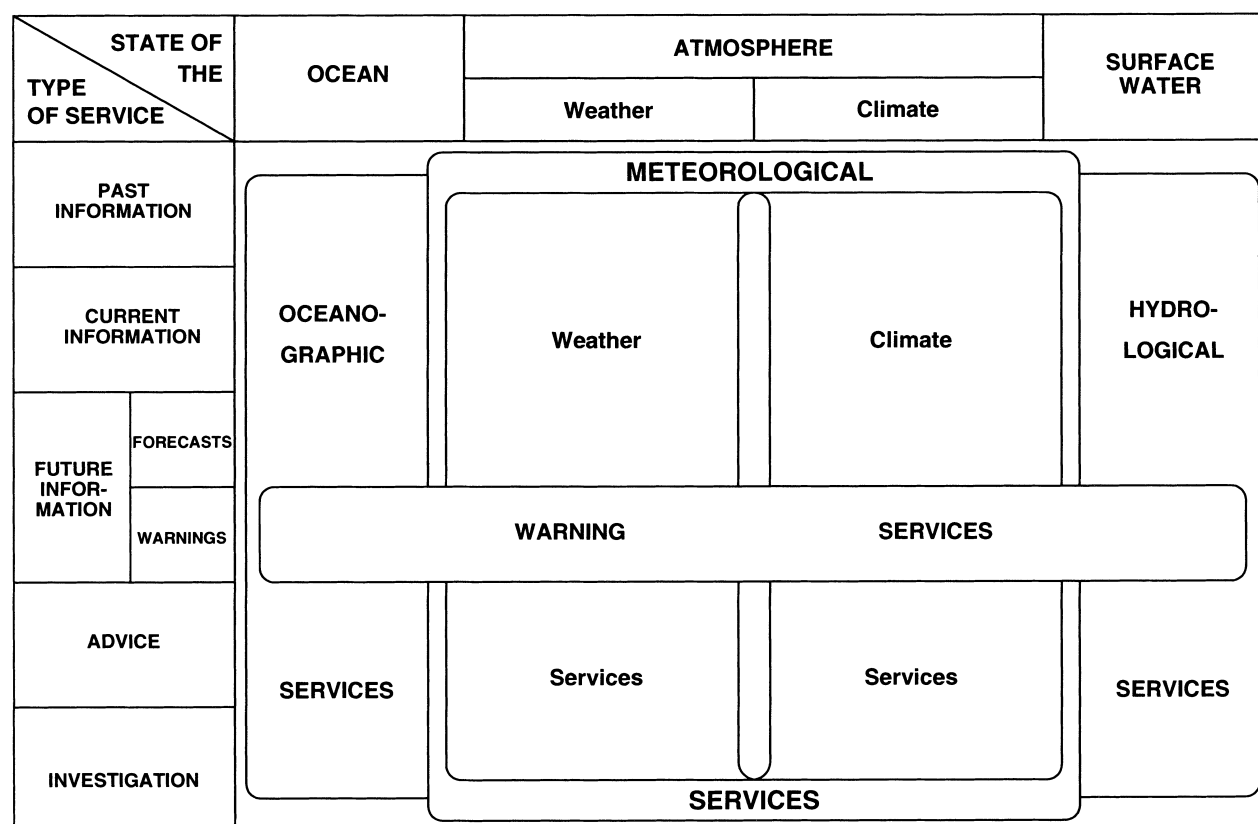 STATE OF
THE
TYPE
OF SERVICE
OCEAN
ATMOSPHERE
Weather
Climate
SURFACE
WATER
PAST
INFORMATION
CURRENT
INFORMATION
FUTURE
INFOR-
MATION
FORECASTS
WARNINGS
ADVICE
INVESTIGATION
METEOROLOGICAL
OCEANO-
GRAPHIC
Weather
Climate
HYDRO-
LOGICAL
WARNING SERVICES
SERVICES
Services
Services
SERVICES
SERVICES